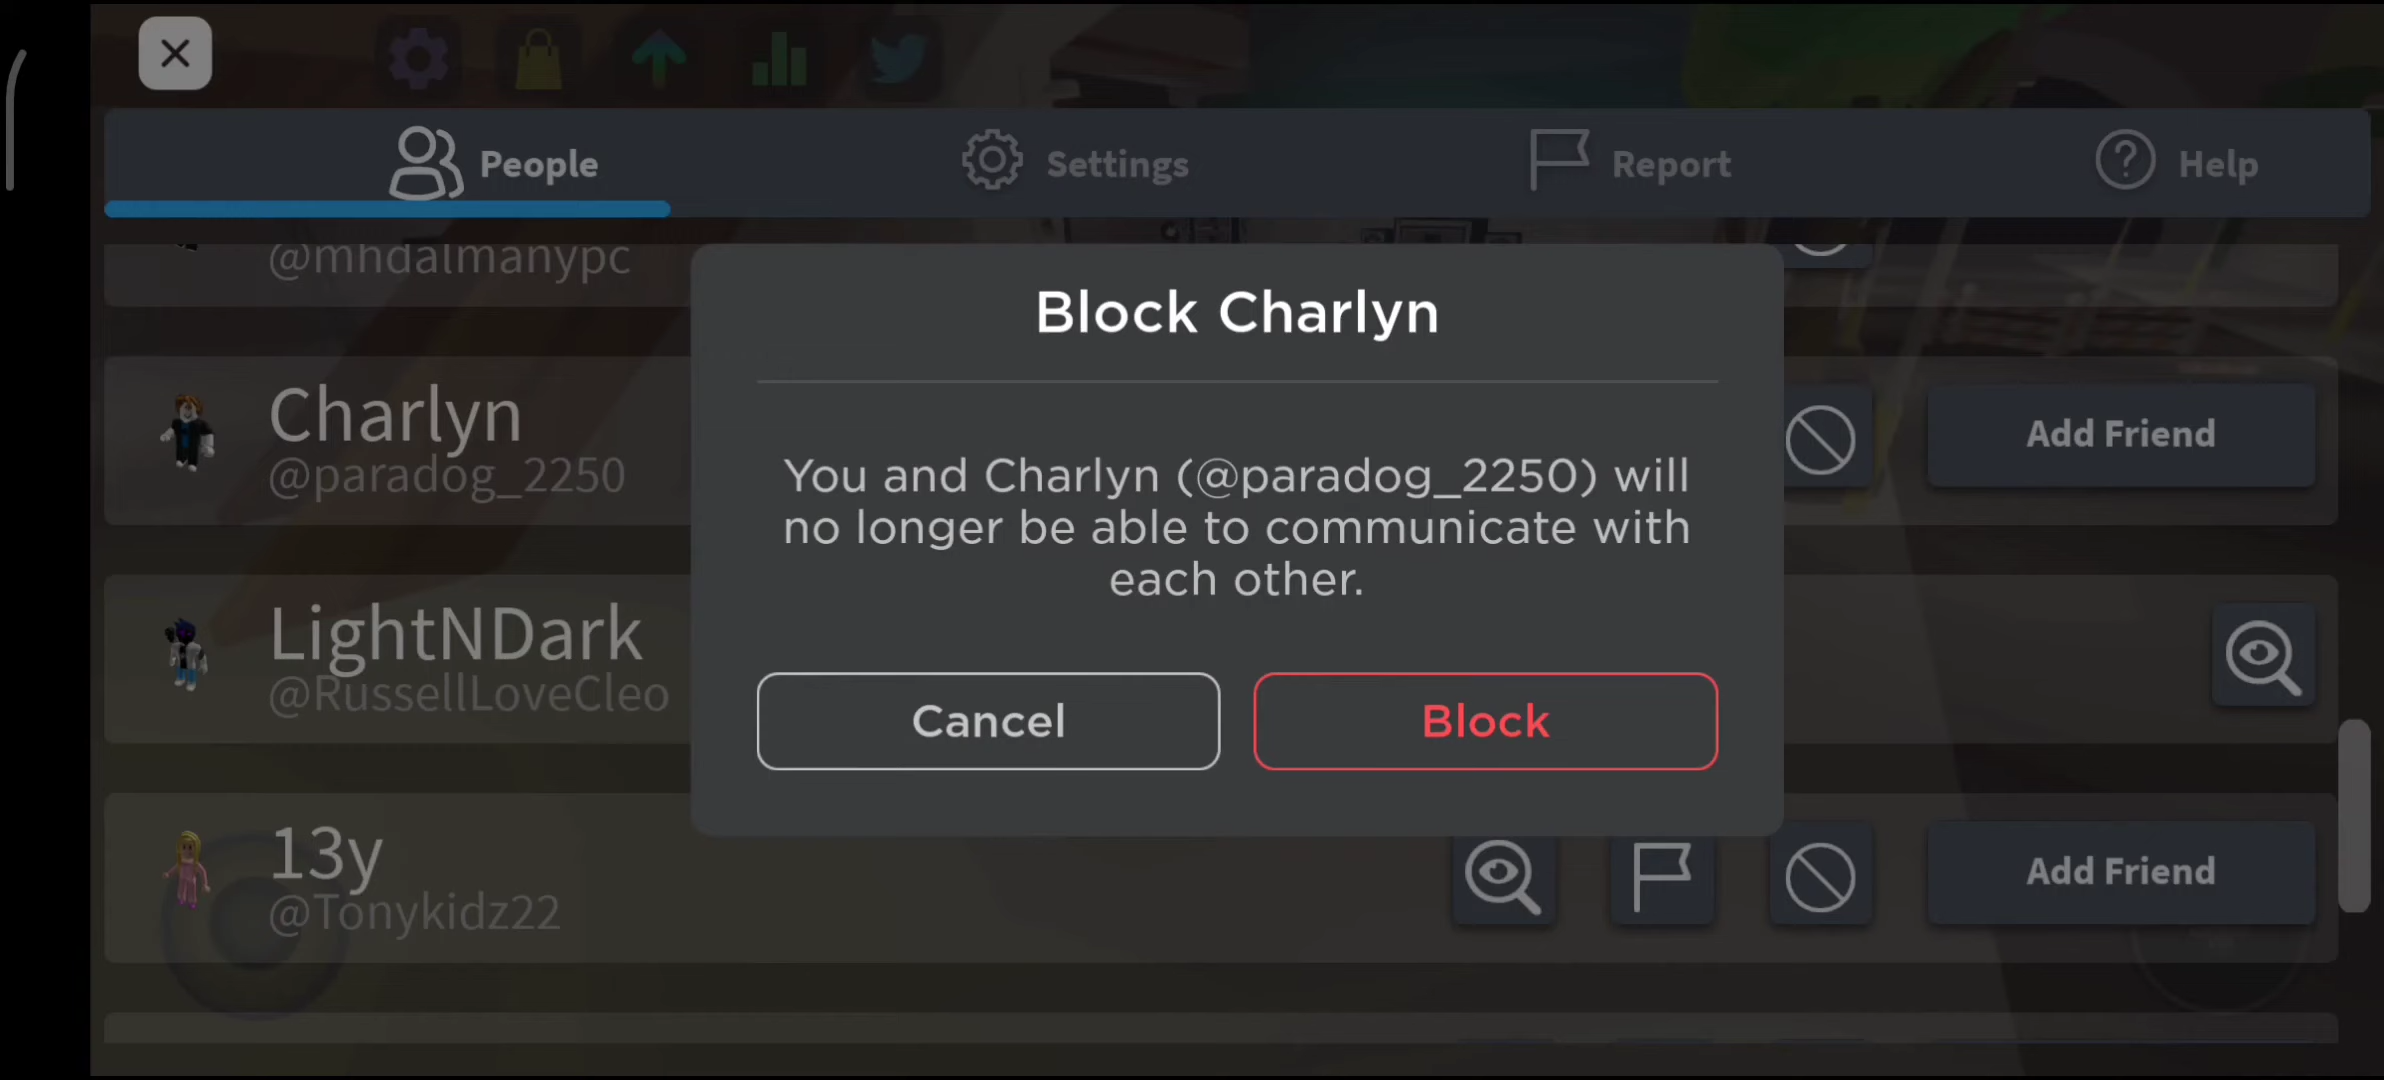 People
Settings
Report
Help
@mhdalmanypc
Block Charlyn
Charlyn
@paradog_2250
Add Friend
You and Charlyn (@paradog_2250) will
no longer be able to communicate with
each other.
LightNDark
@RussellLoveCleo
Cancel
Block
13y
@Tonykidz22
Add Friend